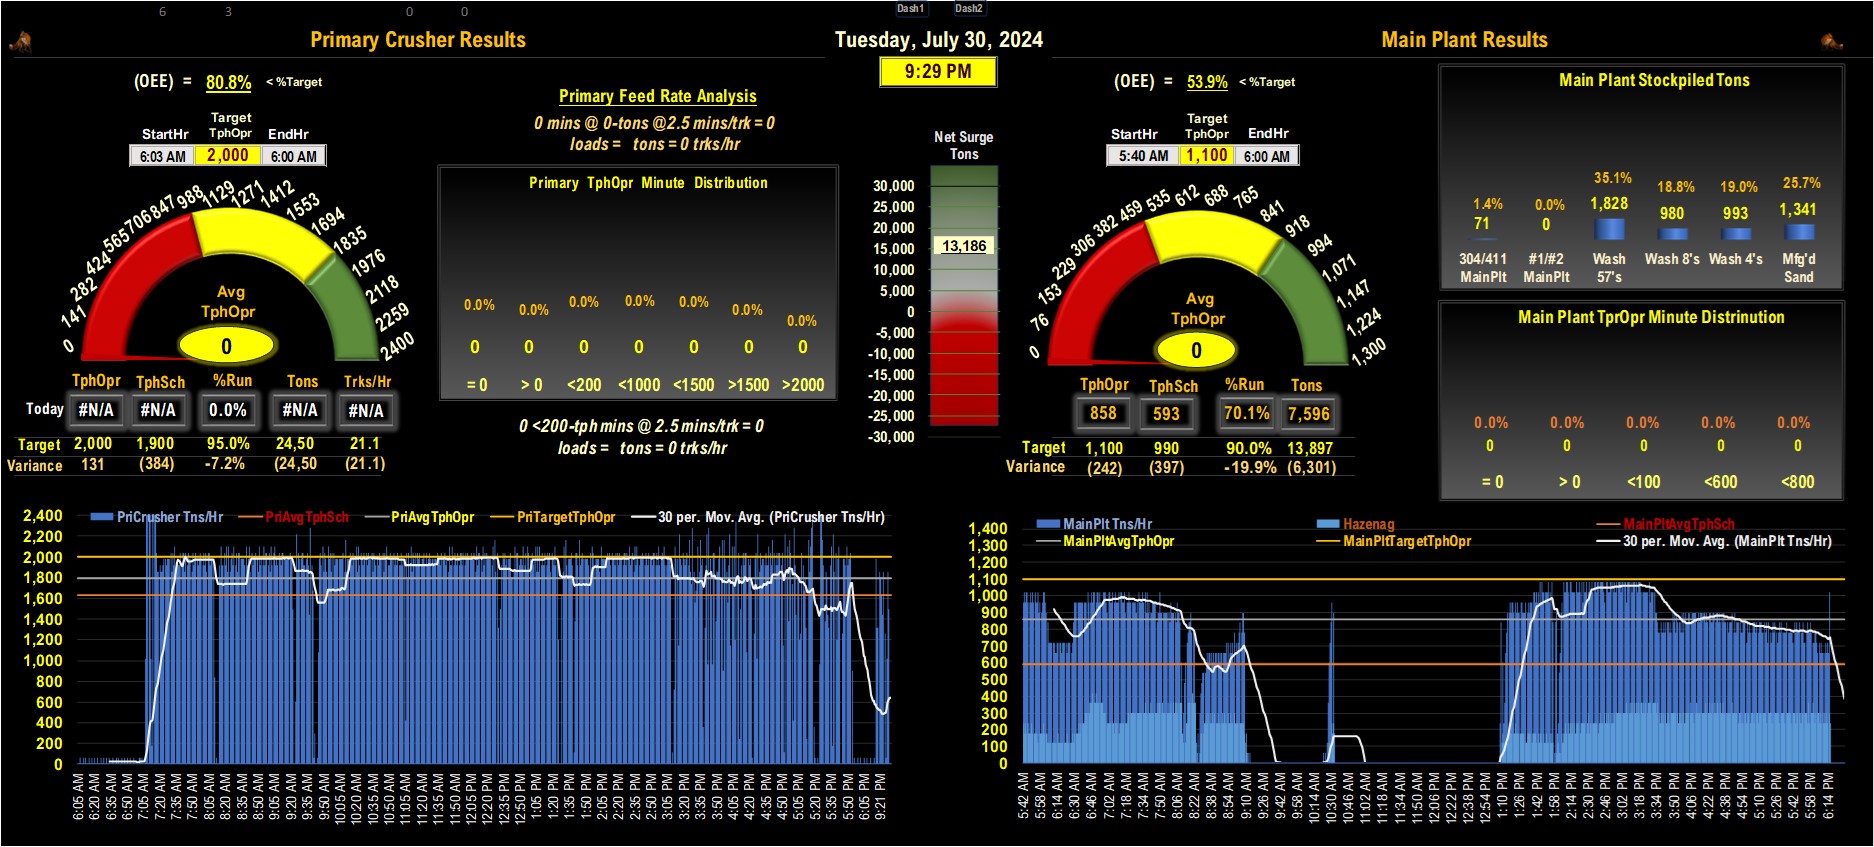 6 3 0 0
Dash1 Dash2
Primary Crusher Results
Tuesday, July 30, 2024
Main Plant Results
9:29 PM
(OEE) = 80.8% < %Target
Target
StartHr TphOpr EndHr
6:03 AM 2,000 6:00 AM
0 141 282 424 565 706 847 988 1129 1271 1412 1553 1694 1835 1976 2118 2259 2400
Avg
TphOpr
0
TphOpr TphSch %Run Tons Trks/Hr
Today #N/A #N/A 0.0% #N/A #N/A
Target 2,000 1,900 95.0% 24,50 21.1
Variance 131 (384) -7.2% (24,50 (21.1)
Primary Feed Rate Analysis
0 mins @ 0-tons @2.5 mins/trk = 0
loads = tons = 0 trks/hr
Primary TphOpr Minute Distribution
0.0% 0.0% 0.0% 0.0% 0.0% 0.0% 0.0%
0 0 0 0 0 0 0
= 0 > 0 <200 <1000 <1500 >1500 >2000
0 <200-tph mins @ 2.5 mins/trk = 0
loads = tons = 0 trks/hr
Net Surge
Tons
30,000
25,000
20,000
15,000
13,186
10,000
5,000
0
-5,000
-10,000
-15,000
-20,000
-25,000
-30,000
(OEE) = 53.9% < %Target
Target
StartHr TphOpr EndHr
5:40 AM 1,100 6:00 AM
0 76 153 229 306 382 459 535 612 688 765 841 918 994 1,071 1,147 1,224 1,300
Avg
TphOpr
0
TphOpr TphSch %Run Tons
858 593 70.1% 7,596
Target 1,100 990 90.0% 13,897
Variance (242) (397) -19.9% (6,301)
Main Plant Stockpiled Tons
1.4% 0.0% 35.1% 18.8% 19.0% 25.7%
71 0 1,828 980 993 1,341
304/411 #1/#2 Wash Wash 8's Wash 4's Mfg'd
MainPlt MainPlt 57's Sand
Main Plant TprOpr Minute Distrinution
0.0% 0.0% 0.0% 0.0% 0.0%
0 0 0 0 0
= 0 > 0 <100 <600 <800
PriCrusher Tns/Hr PriAvgTphSch PriAvgTphOpr PriTargetTphOpr 30 per. Mov. Avg. (PriCrusher Tns/Hr)
2,400
2,200
2,000
1,800
1,600
1,400
1,200
1,000
800
600
400
200
0
6:05 AM 6:20 AM 6:35 AM 6:50 AM 7:05 AM 7:20 AM 7:35 AM 7:50 AM 8:05 AM 8:20 AM 8:35 AM 8:50 AM 9:05 AM 9:20 AM 9:35 AM 9:50 AM 10:05 AM 10:20 AM 10:35 AM 10:50 AM 11:05 AM 11:20 AM 11:35 AM 11:50 AM 12:05 PM 12:20 PM 12:35 PM 12:50 PM 1:05 PM 1:20 PM 1:35 PM 1:50 PM 2:05 PM 2:20 PM 2:35 PM 2:50 PM 3:05 PM 3:20 PM 3:35 PM 3:50 PM 4:05 PM 4:20 PM 4:35 PM 4:50 PM 5:05 PM 5:20 PM 5:35 PM 5:50 PM 6:05 PM 9:21 PM
MainPlt Tns/Hr Hazenag MainPltAvgTphSch
MainPltAvgTphOpr MainPltTargetTphOpr 30 per. Mov. Avg. (MainPlt Tns/Hr)
1,400
1,300
1,200
1,100
1,000
900
800
700
600
500
400
300
200
100
0
5:42 AM 5:58 AM 6:14 AM 6:30 AM 6:46 AM 7:02 AM 7:18 AM 7:34 AM 7:50 AM 8:06 AM 8:22 AM 8:38 AM 8:54 AM 9:10 AM 9:26 AM 9:42 AM 9:58 AM 10:14 AM 10:30 AM 10:46 AM 11:02 AM 11:18 AM 11:34 AM 11:50 AM 12:06 PM 12:22 PM 12:38 PM 12:54 PM 1:10 PM 1:26 PM 1:42 PM 1:58 PM 2:14 PM 2:30 PM 2:46 PM 3:02 PM 3:18 PM 3:34 PM 3:50 PM 4:06 PM 4:22 PM 4:38 PM 4:54 PM 5:10 PM 5:26 PM 5:42 PM 5:58 PM 6:14 PM